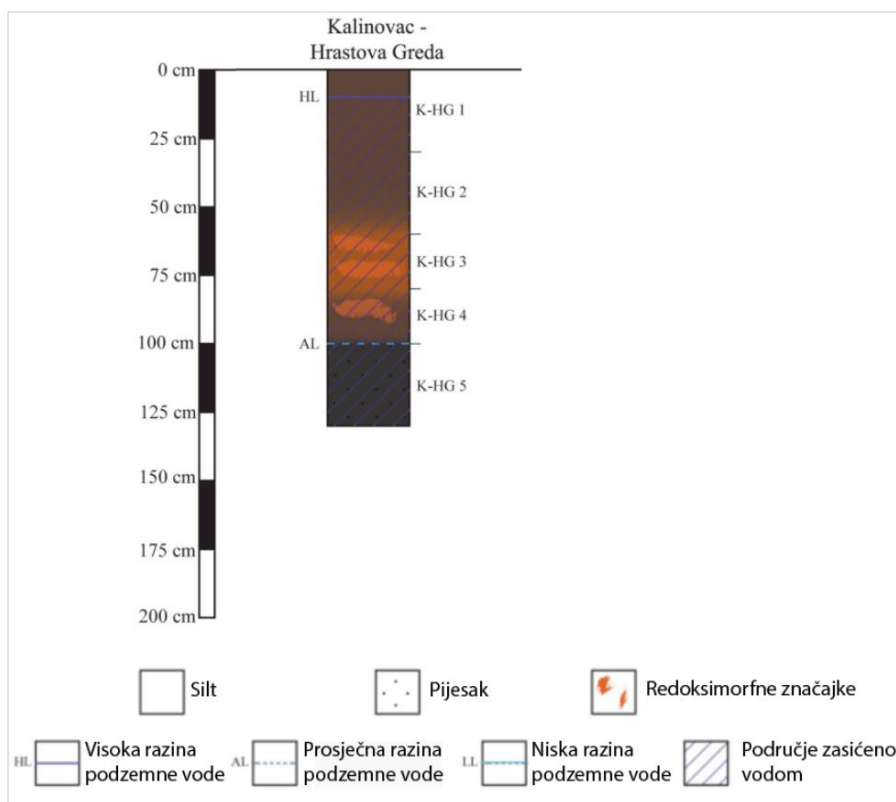 Kalinovac -
Hrastova Greda
0 cm
HL
K-HG 1
25 cm
K-HG 2
50 cm
K-HG 3
75 cm
K-HG 4
100 cm
AL
K-HG 5
125 cm
150 cm
175 cm
200 cm
Silt
Pijesak
Redoksimorfne značajke
HL
Visoka razina
podzemne vode
AL
Prosječna razina
podzemne vode
LL
Niska razina
podzemne vode
Područje zasićeno
vodom